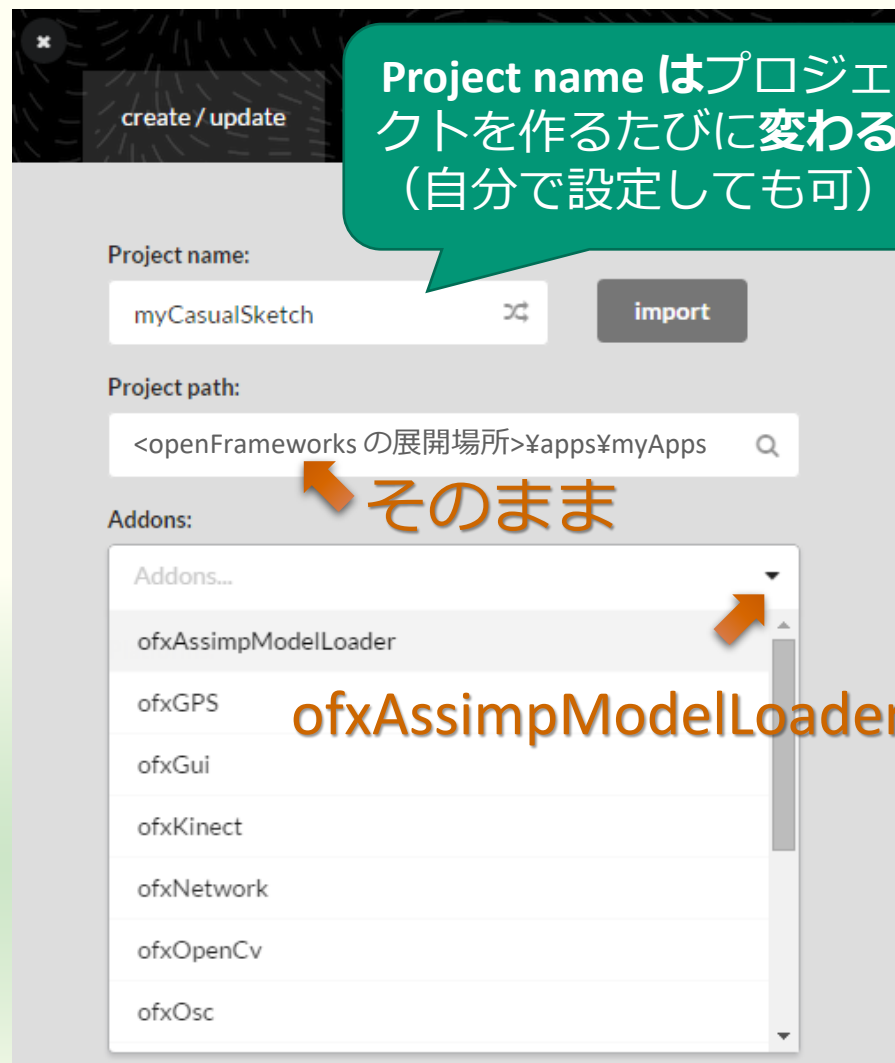 Project name はプロジェ
クトを作るたびに変わる
（自分で設定しても可）
create / update
Project name:
myCasualSketch
import
Project path:
<openFrameworks の展開場所>¥apps¥myApps
そのまま
Addons:
Addons...
ofxAssimpModelLoader
ofxGPS
ofxAssimpModelLoader
ofxGui
ofxKinect
ofxNetwork
ofxOpenCv
ofxOsc